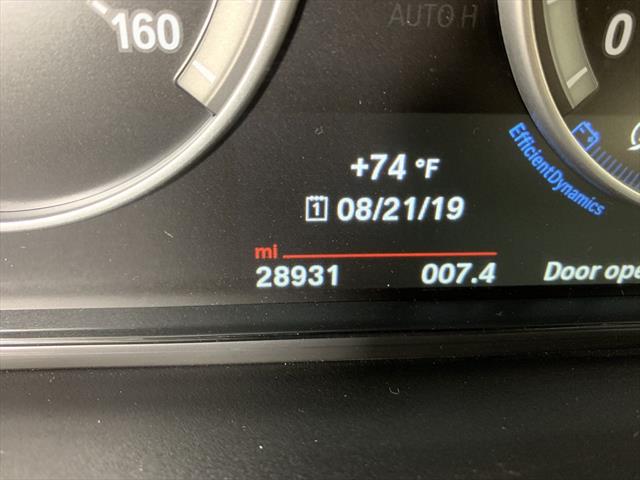 160
AUTO H
0
+74 °F
EfficientDynamics
1 08/21/19
mi
28931 007.4 Door ope